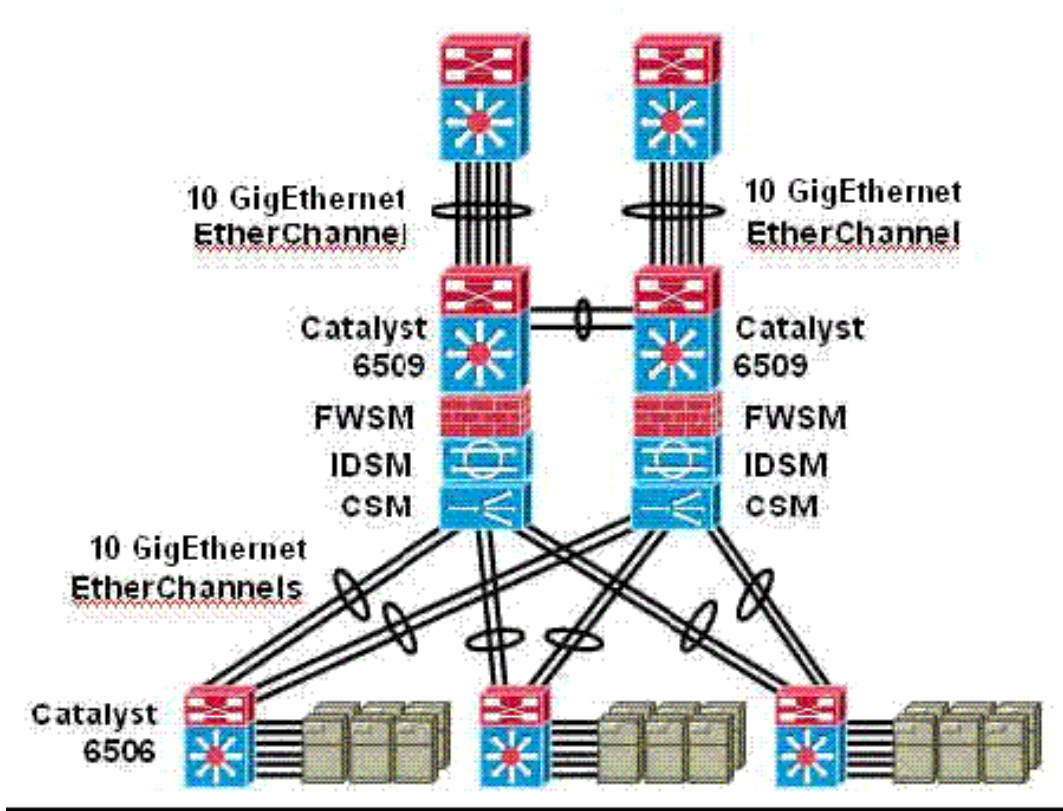 10 GigEthernet
EtherChannel
10 GigEthernet
EtherChannel
Catalyst
6509
Catalyst
6509
FWSM
FWSM
IDSM
IDSM
CSM
CSM
10 GigEthernet
EtherChannels
Catalyst
6506